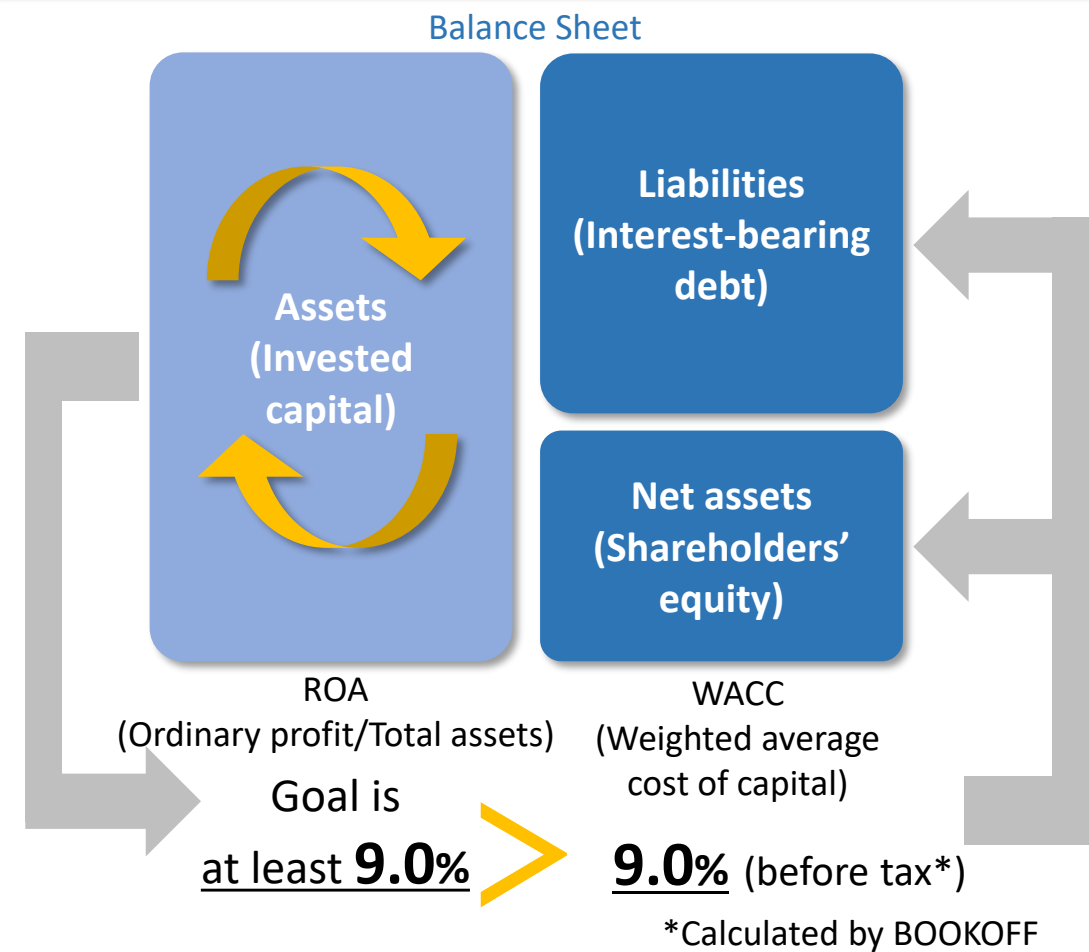 Balance Sheet
Assets
(Invested
capital)
Liabilities
(Interest-bearing
debt)
Net assets
(Shareholders’
equity)
ROA
(Ordinary profit/Total assets)
Goal is
at least 9.0%
>
WACC
(Weighted average
cost of capital)
9.0% (before tax*)
*Calculated by BOOKOFF